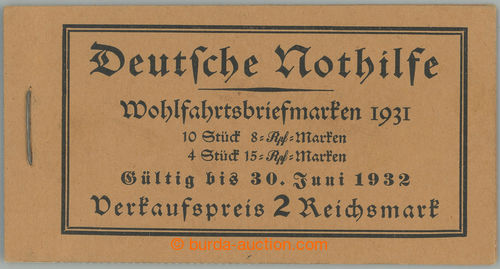 Deutſche Nothilfe
Wohlfahrtsbriefmarken 1931
10 Stück 8=Rpf=Marken
4 Stück 15=Rpf=Marken
Gültig bis 30. Juni 1932
Verkaufspreis 2 Reichsmark
burda-auction.com